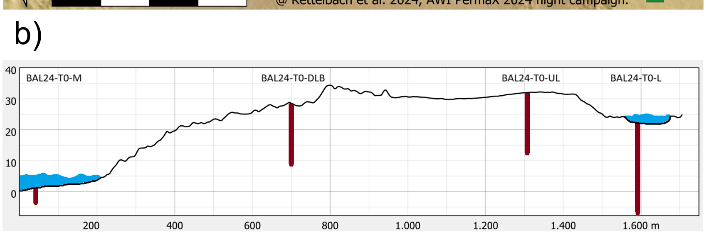 @ Kettelbach et al. 2024, AWI PermaX 2024 flight campaign.
b)
40
BAL24-T0-M BAL24-T0-DLB BAL24-T0-UL BAL24-T0-L
30
20
10
0
200 400 600 800 1.000 1.200 1.400 1.600 m